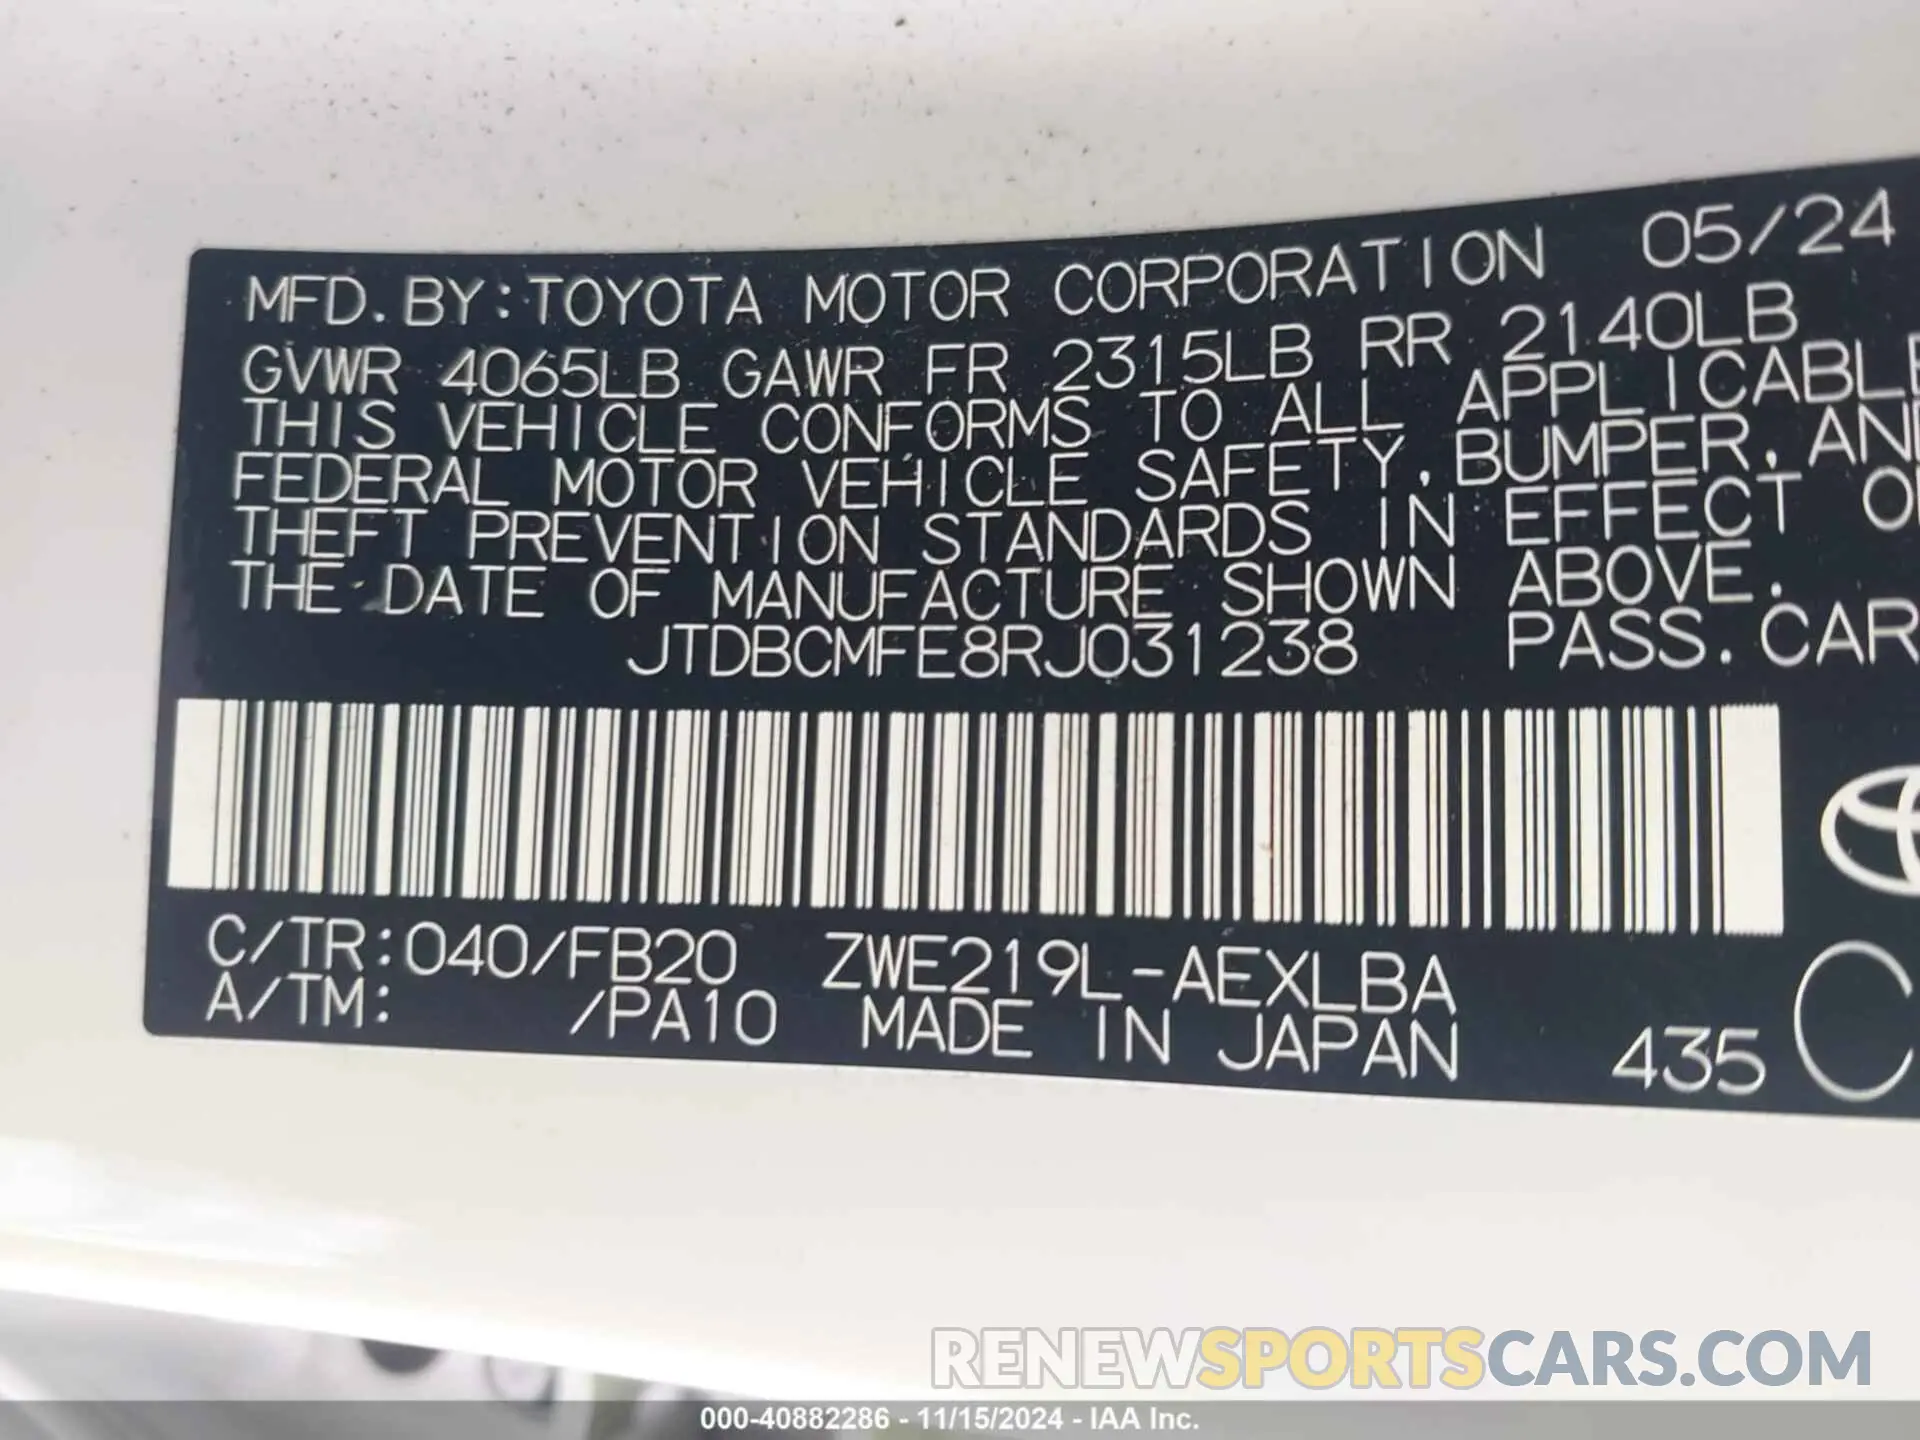 MFD. BY: TOYOTA MOTOR CORPORATION 05/24
GVWR 4065LB GAWR FR 2315LB RR 2140LB
THIS VEHICLE CONFORMS TO ALL APPLICABLE
FEDERAL MOTOR VEHICLE SAFETY, BUMPER, AND
THEFT PREVENTION STANDARDS IN EFFECT O
THE DATE OF MANUFACTURE SHOWN ABOVE.
JTDBCMFE8RJ031238 PASS. CAR
C/TR: 040/FB20 ZWE219L-AEXLBA
A/TM: /PA10 MADE IN JAPAN 435 C
RENEWSPORTSCARS.COM
000-40882286 - 11/15/2024 - IAA Inc.